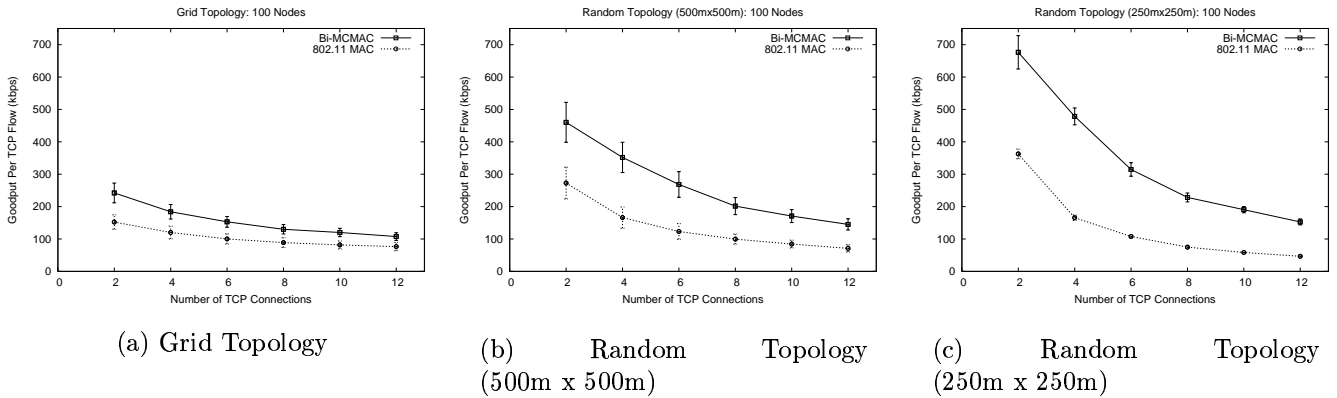 Grid Topology: 100 Nodes
Goodput Per TCP Flow (kbps)
700
600
500
400
300
200
100
0
Bi-MCMAC
802.11 MAC
0 2 4 6 8 10 12
Number of TCP Connections
(a) Grid Topology
Random Topology (500mx500m): 100 Nodes
Goodput Per TCP Flow (kbps)
700
600
500
400
300
200
100
0
Bi-MCMAC
802.11 MAC
0 2 4 6 8 10 12
Number of TCP Connections
(b) Random Topology
(500m x 500m)
Random Topology (250mx250m): 100 Nodes
Goodput Per TCP Flow (kbps)
700
600
500
400
300
200
100
0
Bi-MCMAC
802.11 MAC
0 2 4 6 8 10 12
Number of TCP Connections
(c) Random Topology
(250m x 250m)